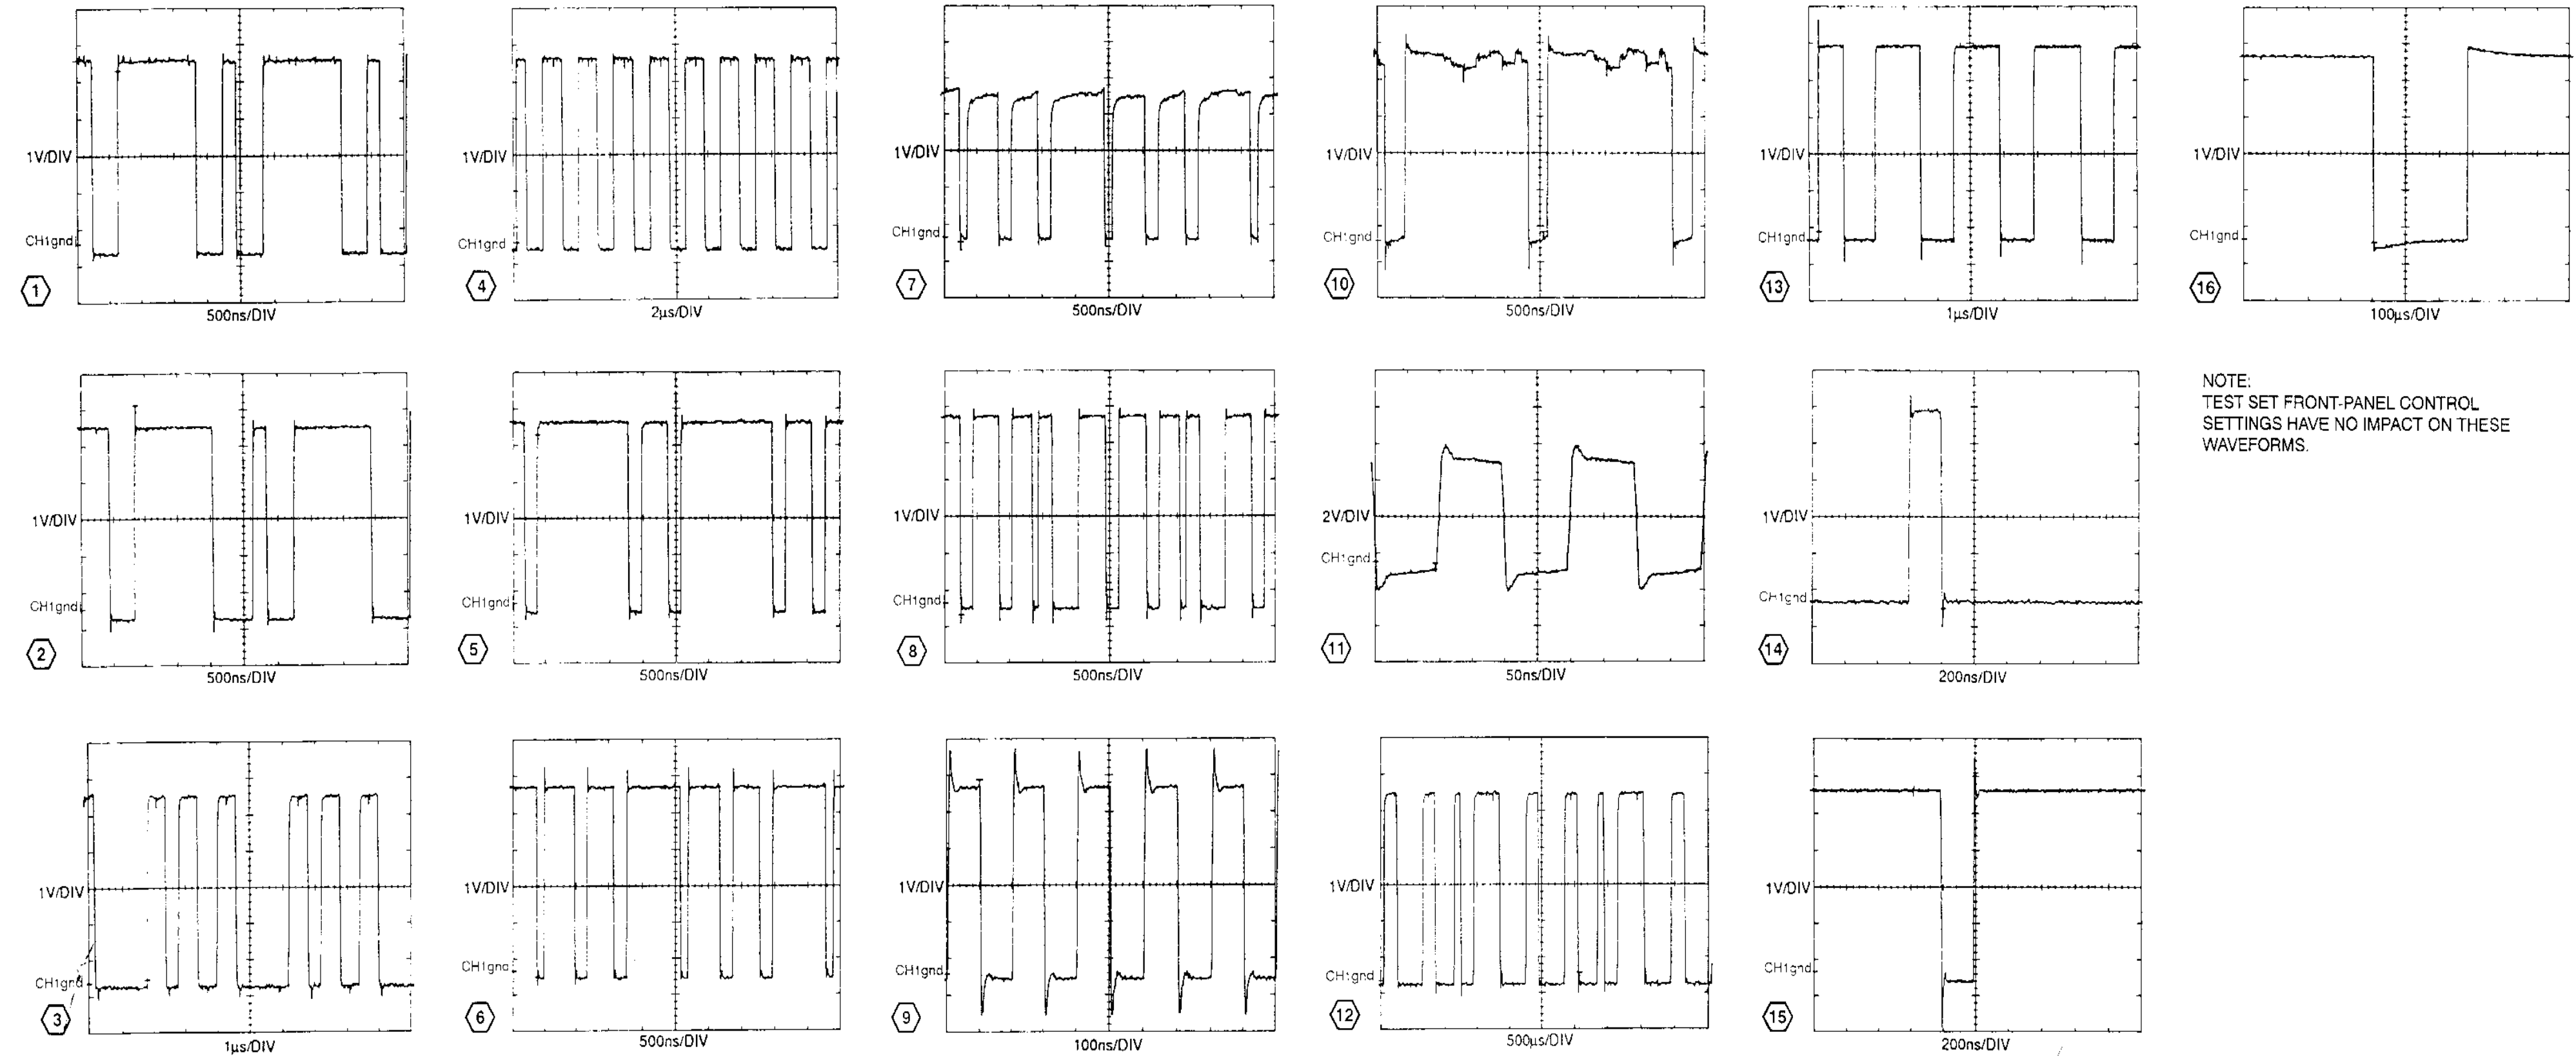 1V/DIV
CH1gnd
1
500ns/DIV
1V/DIV
CH1gnd
4
2µs/DIV
1V/DIV
CH1gnd
7
500ns/DIV
1V/DIV
CH1gnd
10
500ns/DIV
1V/DIV
CH1gnd
13
1µs/DIV
1V/DIV
CH1gnd
16
100µs/DIV
1V/DIV
CH1gnd
2
500ns/DIV
1V/DIV
CH1gnd
5
500ns/DIV
1V/DIV
CH1gnd
8
500ns/DIV
2V/DIV
CH1gnd
11
50ns/DIV
1V/DIV
CH1gnd
14
200ns/DIV
NOTE:
TEST SET FRONT-PANEL CONTROL
SETTINGS HAVE NO IMPACT ON THESE
WAVEFORMS.
1V/DIV
CH1gnd
3
1µs/DIV
1V/DIV
CH1gnd
6
500ns/DIV
1V/DIV
CH1gnd
9
100ns/DIV
1V/DIV
CH1gnd
12
500µs/DIV
1V/DIV
CH1gnd
15
200ns/DIV